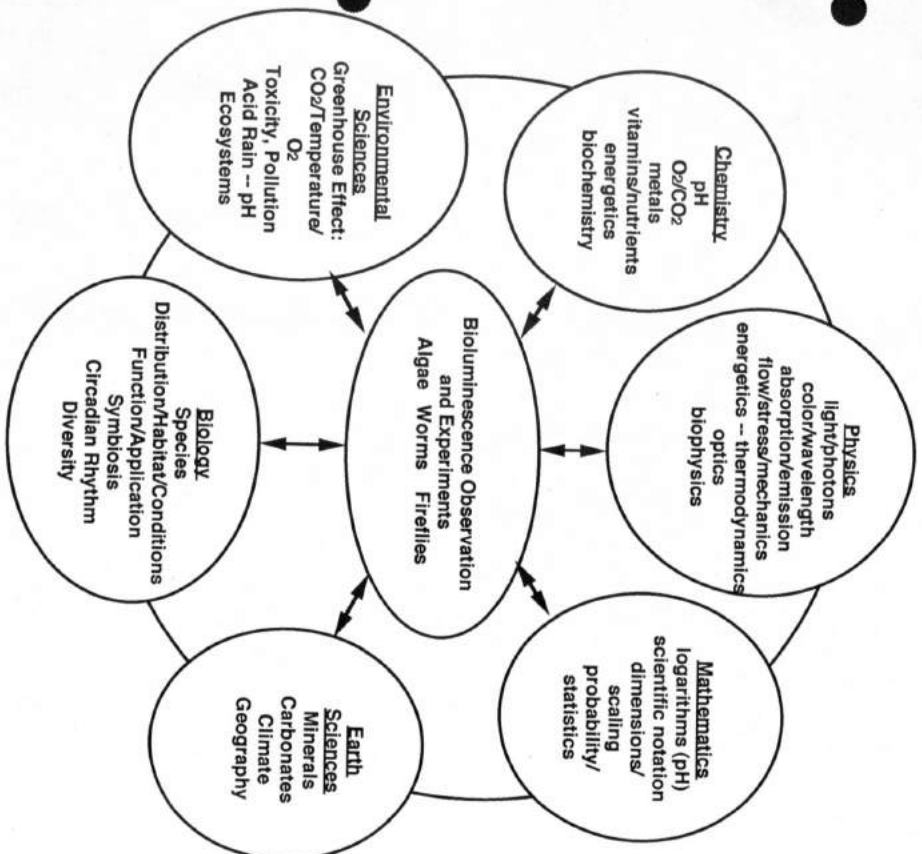 Physics
light/photons
color/wavelength
absorption/emission
flow/stress/mechanics
energetics -- thermodynamics
optics
biophysics
Chemistry
pH
O2/CO2
metals
vitamins/nutrients
energetics
biochemistry
Mathematics
logarithms (pH)
scientific notation
dimensions/
scaling
probability/
statistics
Bioluminescence Observation
and Experiments
Algae Worms Fireflies
Environmental
Sciences
Greenhouse Effect:
CO2/Temperature/
O2
Toxicity, Pollution
Acid Rain -- pH
Ecosystems
Earth
Sciences
Minerals
Carbonates
Climate
Geography
Biology
Species
Distribution/Habitat/Conditions
Function/Application
Symbiosis
Circadian Rhythm
Diversity